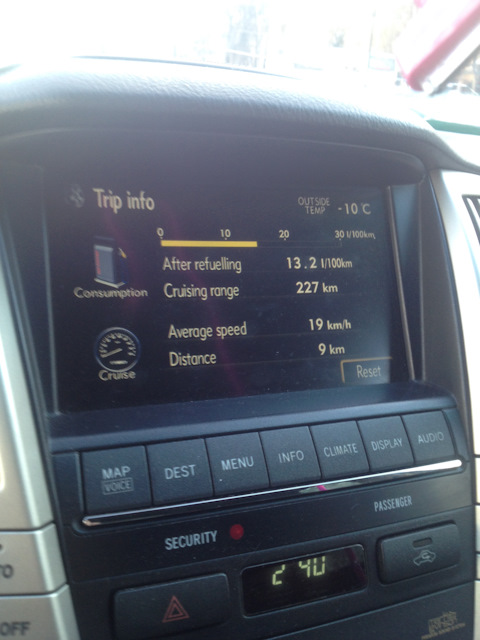 Trip info
OUTSIDE TEMP -10°C
0 10 20 30 l/100km
After refuelling 13.2 l/100km
Consumption
Cruising range 227 km
Average speed 19 km/h
Distance 9 km
Cruise
Reset
MAP VOICE
DEST
MENU
INFO
CLIMATE
DISPLAY
AUDIO
PASSENGER
SECURITY
2 40
OFF